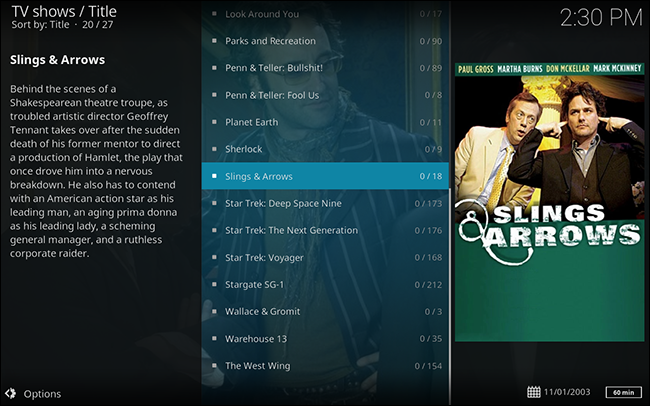 TV shows / Title
Sort by: Title · 20 / 27
2:30 PM
Slings & Arrows
Behind the scenes of a
Shakespearean theatre troupe, as
troubled artistic director Geoffrey
Tennant takes over after the sudden
death of his former mentor to direct
a production of Hamlet, the play that
once drove him into a nervous
breakdown. He also has to contend
with an American action star as his
leading man, an aging prima donna
as his leading lady, a scheming
general manager, and a ruthless
corporate raider.
Look Around You 0 / 17
Parks and Recreation 0 / 90
Penn & Teller: Bullshit! 0 / 89
Penn & Teller: Fool Us 0 / 8
Planet Earth 0 / 11
Sherlock 0 / 9
Slings & Arrows 0 / 18
Star Trek: Deep Space Nine 0 / 173
Star Trek: The Next Generation 0 / 176
Star Trek: Voyager 0 / 168
Stargate SG-1 0 / 212
Wallace & Gromit 0 / 3
Warehouse 13 0 / 35
The West Wing 0 / 154
PAUL GROSS MARTHA BURNS DON MCKELLAR MARK MCKINNEY
SLINGS
& ARROWS
Options
11/01/2003
60 min